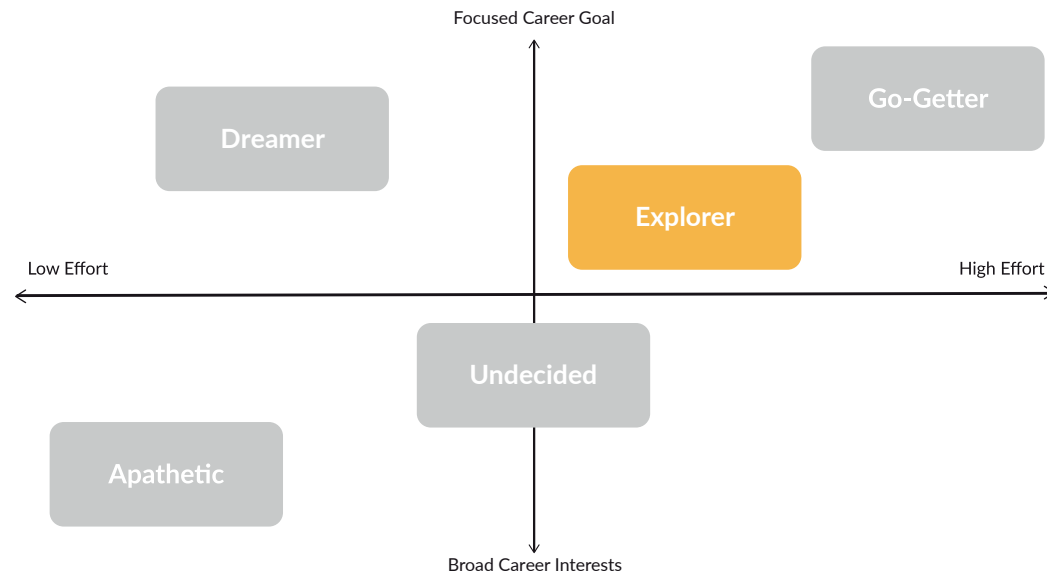 Focused Career Goal
Go-Getter
Dreamer
Explorer
Low Effort
High Effort
Undecided
Apathetic
Broad Career Interests